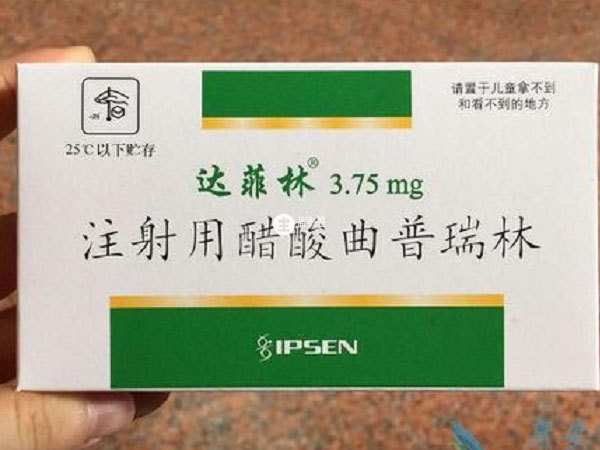 请置于儿童拿不到
和看不到的地方
25℃以下贮存
达菲林® 3.75 mg
注射用醋酸曲普瑞林
IPSEN